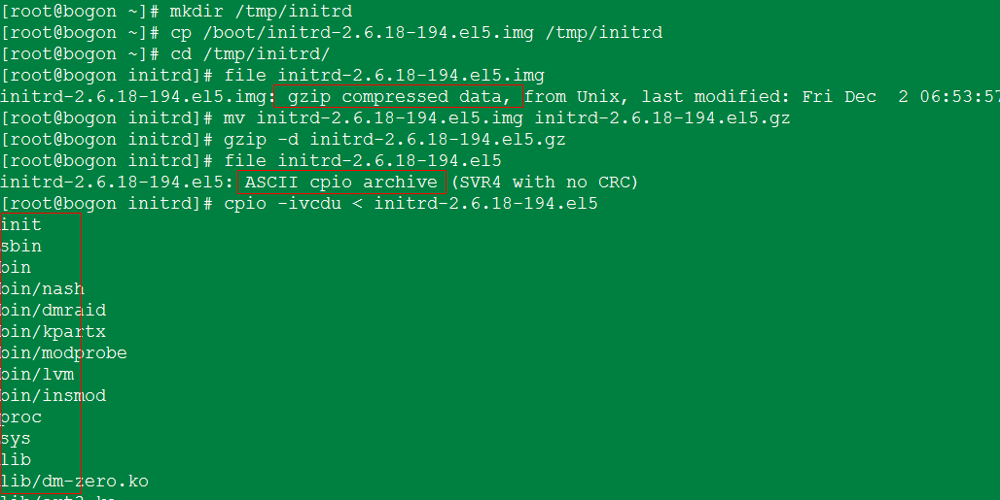 [root@bogon ~]# mkdir /tmp/initrd
[root@bogon ~]# cp /boot/initrd-2.6.18-194.el5.img /tmp/initrd
[root@bogon ~]# cd /tmp/initrd/
[root@bogon initrd]# file initrd-2.6.18-194.el5.img
initrd-2.6.18-194.el5.img: gzip compressed data, from Unix, last modified: Fri Dec  2 06:53:57
[root@bogon initrd]# mv initrd-2.6.18-194.el5.img initrd-2.6.18-194.el5.gz
[root@bogon initrd]# gzip -d initrd-2.6.18-194.el5.gz
[root@bogon initrd]# file initrd-2.6.18-194.el5
initrd-2.6.18-194.el5: ASCII cpio archive (SVR4 with no CRC)
[root@bogon initrd]# cpio -ivcdu < initrd-2.6.18-194.el5
init
sbin
bin
bin/nash
bin/dmraid
bin/kpartx
bin/modprobe
bin/lvm
bin/insmod
proc
sys
lib
lib/dm-zero.ko